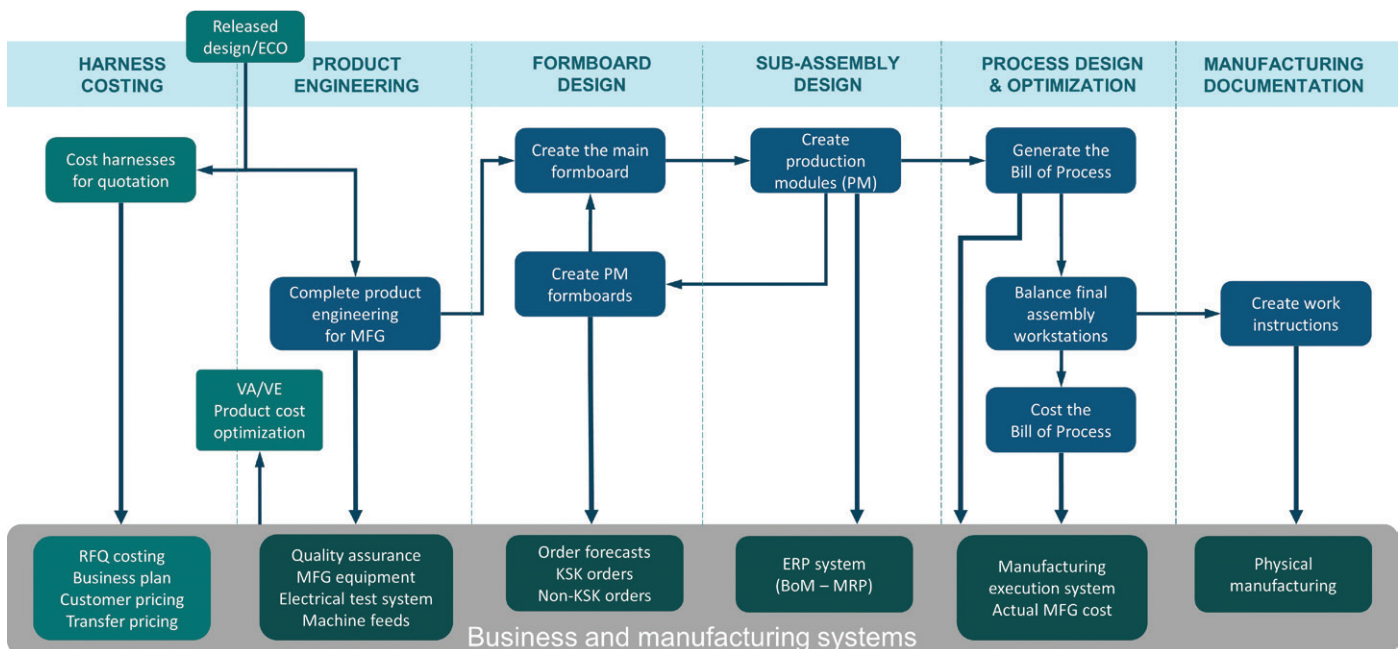 Released
design/ECO
HARNESS
COSTING
PRODUCT
ENGINEERING
FORMBOARD
DESIGN
SUB-ASSEMBLY
DESIGN
PROCESS DESIGN
& OPTIMIZATION
MANUFACTURING
DOCUMENTATION
Cost harnesses
for quotation
Create the main
formboard
Create
production
modules (PM)
Generate the
Bill of Process
Complete product
engineering
for MFG
Create PM
formboards
Balance final
assembly
workstations
Create work
instructions
VA/VE
Product cost
optimization
Cost the
Bill of Process
RFQ costing
Business plan
Customer pricing
Transfer pricing
Quality assurance
MFG equipment
Electrical test system
Machine feeds
Order forecasts
KSK orders
Non-KSK orders
ERP system
(BoM – MRP)
Manufacturing
execution system
Actual MFG cost
Physical
manufacturing
Business and manufacturing systems